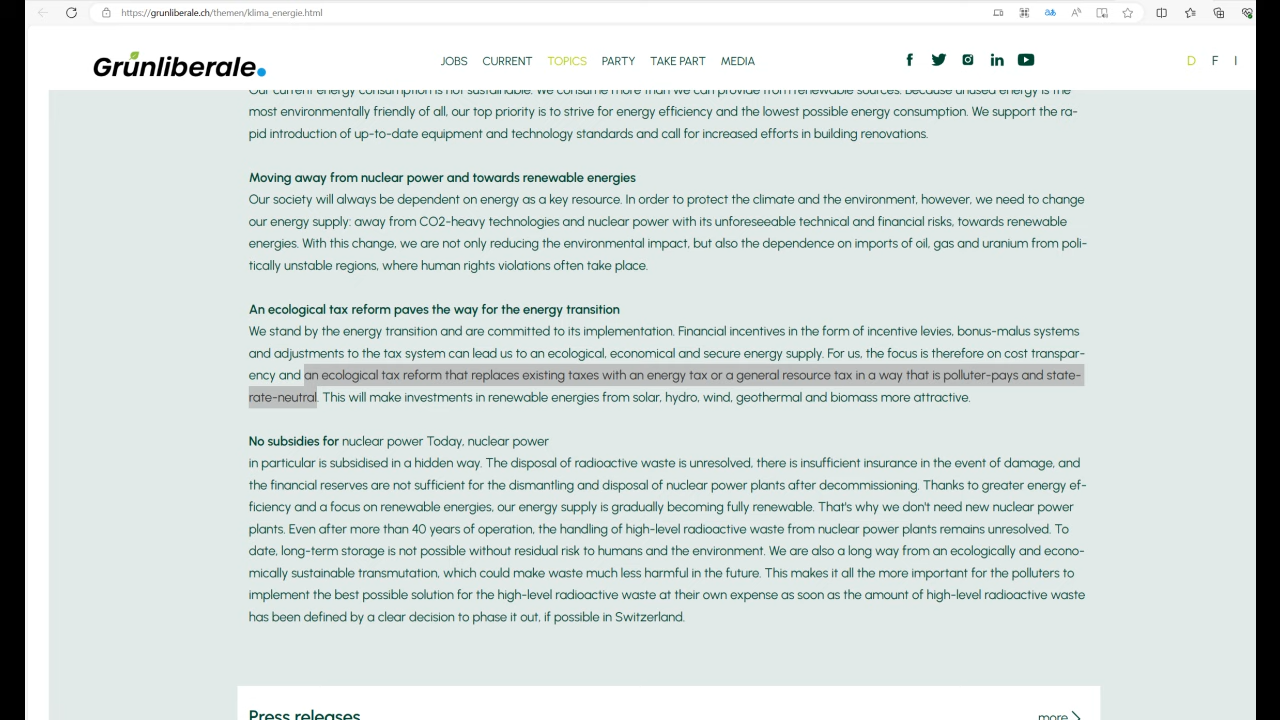 https://grunliberale.ch/themen/klima_energie.html
Grünliberale.
JOBS CURRENT TOPICS PARTY TAKE PART MEDIA
D F I
Our current energy consumption is not sustainable. We consume more than we can provide from renewable sources. Because unused energy is the
most environmentally friendly of all, our top priority is to strive for energy efficiency and the lowest possible energy consumption. We support the ra-
pid introduction of up-to-date equipment and technology standards and call for increased efforts in building renovations.
Moving away from nuclear power and towards renewable energies
Our society will always be dependent on energy as a key resource. In order to protect the climate and the environment, however, we need to change
our energy supply: away from CO2-heavy technologies and nuclear power with its unforeseeable technical and financial risks, towards renewable
energies. With this change, we are not only reducing the environmental impact, but also the dependence on imports of oil, gas and uranium from poli-
tically unstable regions, where human rights violations often take place.
An ecological tax reform paves the way for the energy transition
We stand by the energy transition and are committed to its implementation. Financial incentives in the form of incentive levies, bonus-malus systems
and adjustments to the tax system can lead us to an ecological, economical and secure energy supply. For us, the focus is therefore on cost transpar-
ency and an ecological tax reform that replaces existing taxes with an energy tax or a general resource tax in a way that is polluter-pays and state-
rate-neutral. This will make investments in renewable energies from solar, hydro, wind, geothermal and biomass more attractive.
No subsidies for nuclear power Today, nuclear power
in particular is subsidised in a hidden way. The disposal of radioactive waste is unresolved, there is insufficient insurance in the event of damage, and
the financial reserves are not sufficient for the dismantling and disposal of nuclear power plants after decommissioning. Thanks to greater energy ef-
ficiency and a focus on renewable energies, our energy supply is gradually becoming fully renewable. That's why we don't need new nuclear power
plants. Even after more than 40 years of operation, the handling of high-level radioactive waste from nuclear power plants remains unresolved. To
date, long-term storage is not possible without residual risk to humans and the environment. We are also a long way from an ecologically and econo-
mically sustainable transmutation, which could make waste much less harmful in the future. This makes it all the more important for the polluters to
implement the best possible solution for the high-level radioactive waste at their own expense as soon as the amount of high-level radioactive waste
has been defined by a clear decision to phase it out, if possible in Switzerland.
Press releases
more